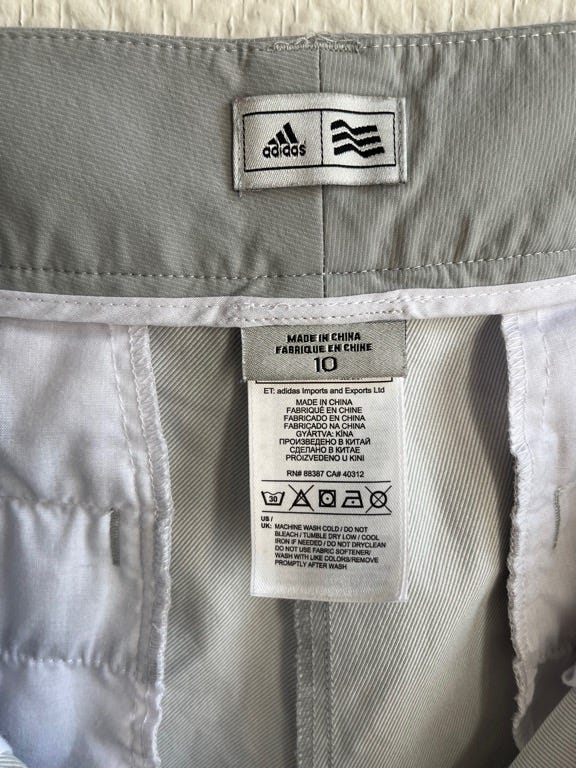 adidas
MADE IN CHINA
FABRIQUE EN CHINE
10
ET: adidas Imports and Exports Ltd
MADE IN CHINA
FABRIQUÉ EN CHINE
FABRICADO EN CHINA
FABRICADO NA CHINA
GYÁRTVA: KÍNA
ПРОИЗВЕДЕНО В КИТАЙ
СДЕЛАНО В КИТАЕ
PROIZVEDENO U KINI
RN# 88387 CA# 40312
30
US /
UK: MACHINE WASH COLD / DO NOT
BLEACH / TUMBLE DRY LOW / COOL
IRON IF NEEDED / DO NOT DRYCLEAN
DO NOT USE FABRIC SOFTENER/
WASH WITH LIKE COLORS/REMOVE
PROMPTLY AFTER WASH